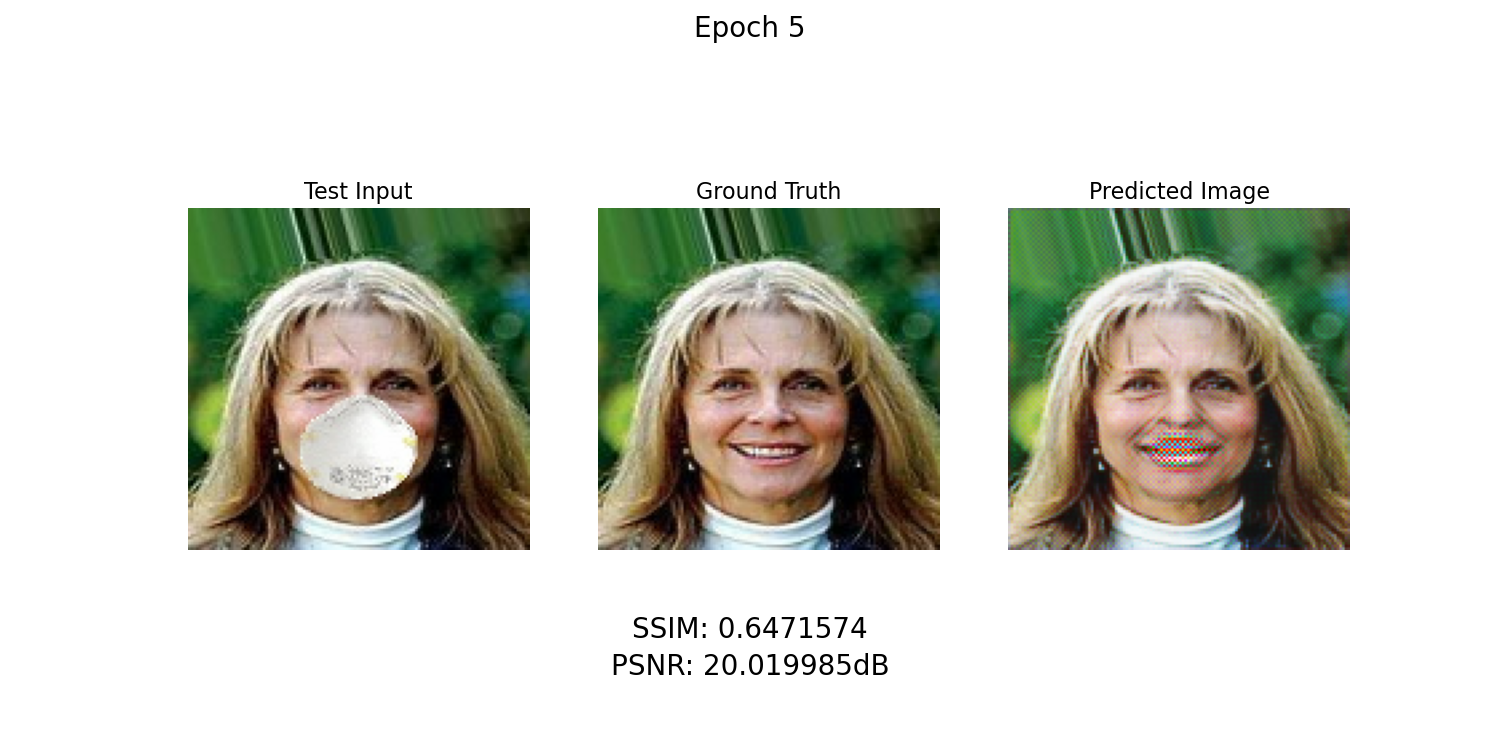 Epoch 5
Test Input
Ground Truth
Predicted Image
SSIM: 0.6471574
PSNR: 20.019985dB